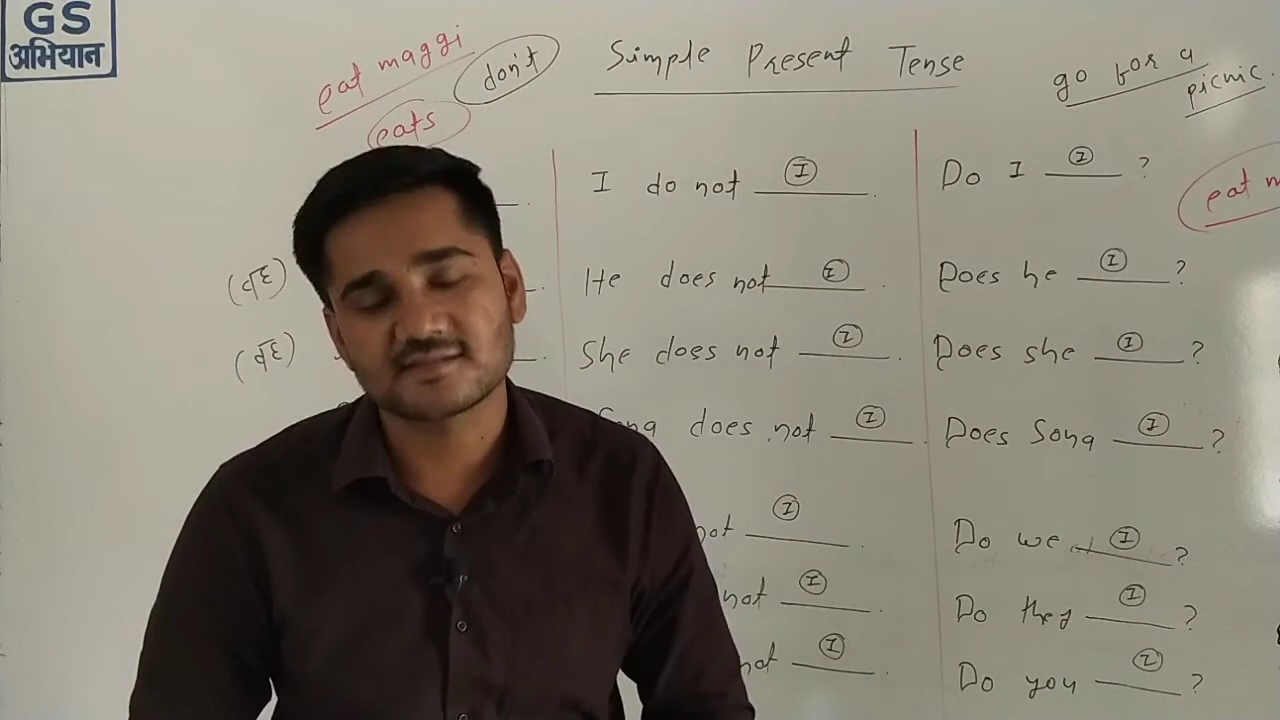 GS
अभियान
eat maggi
don't
eats
Simple Present Tense
go for a
picnic.
I do not ____ .
Ⓘ
Do I ____ ?
Ⓘ
eat m
(वह)
He does not ____ .
Ⓘ
Does he ____ ?
Ⓘ
(वह)
She does not ____ .
Ⓘ
Does she ____ ?
Ⓘ
does not ____ .
Ⓘ
Does Sona ____ ?
Ⓘ
not ____ .
Ⓘ
Do we ____ ?
Ⓘ
not ____ .
Ⓘ
Do they ____ ?
Ⓘ
not ____ .
Ⓘ
Do you ____ ?
Ⓘ